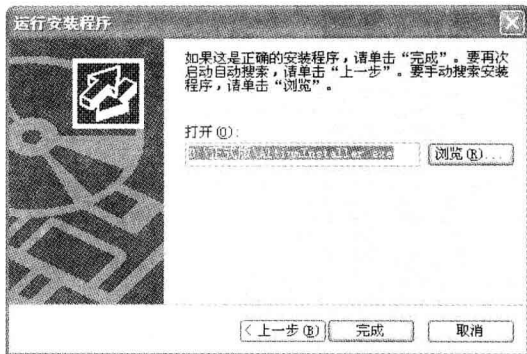 运行安装程序
如果这是正确的安装程序，请单击“完成”。要再次
启动自动搜索，请单击“上一步”。要手动搜索安装
程序，请单击“浏览”。
打开(O):
浏览(R)...
< 上一步(B)
完成
取消